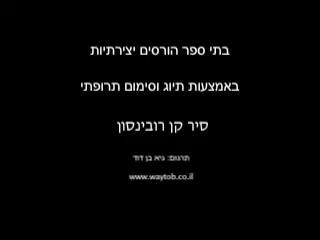 בתי ספר הורסים יצירתיות
באמצעות תיוג וסימום תרופתי
סיר קן רובינסון
תרגום: גיא בן דוד
www.waytob.co.il